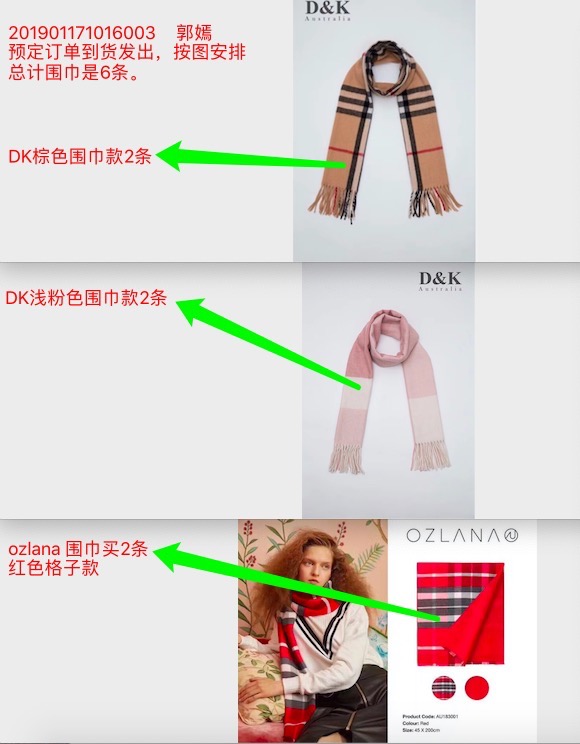 201901171016003 郭嫣
预定订单到货发出，按图安排
总计围巾是6条。
D&K
Australia
DK棕色围巾款2条
D&K
Australia
DK浅粉色围巾款2条
OZLANA AU
ozlana 围巾买2条
红色格子款
Product Code: AU183001
Colour: Red
Size: 45 X 200cm